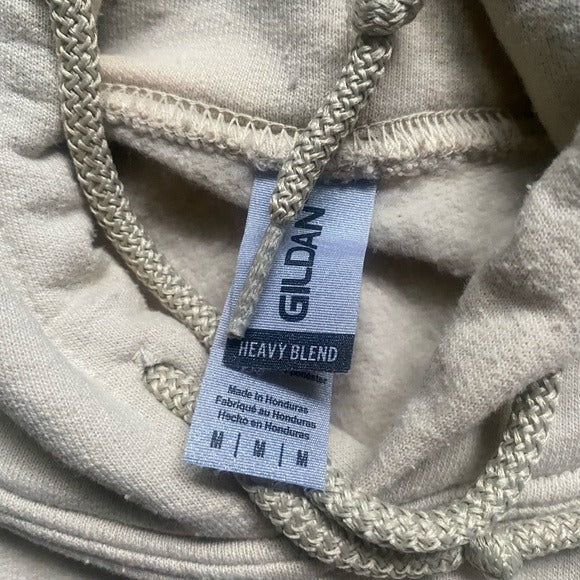 GILDAN
HEAVY BLEND
Made in Honduras
Fabriqué au Honduras
Hecho en Honduras
M | M | M